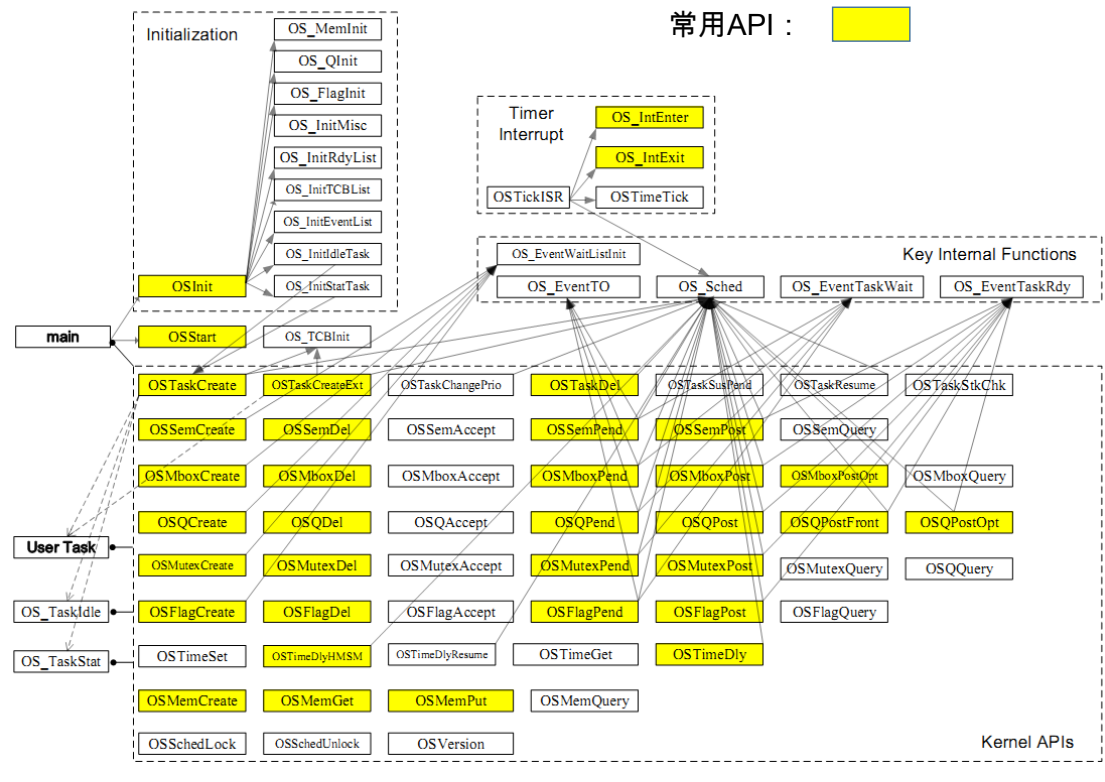 常用API：
Initialization
OS_MemInit
OS_QInit
OS_FlagInit
OS_InitMisc
OS_InitRdyList
OS_InitTCBList
OS_InitEventList
OS_InitIdleTask
OS_InitStatTask
OSInit
Timer
Interrupt
OS_IntEnter
OS_IntExit
OSTickISR
OSTimeTick
OS_EventWaitListInit
Key Internal Functions
OS_EventTO
OS_Sched
OS_EventTaskWait
OS_EventTaskRdy
main
OSStart
OS_TCBInit
OSTaskCreate
OSTaskCreateExt
OSTaskChangePrio
OSTaskDel
OSTaskSusPend
OSTaskResume
OSTaskStkChk
OSSemCreate
OSSemDel
OSSemAccept
OSSemPend
OSSemPost
OSSemQuery
OSMboxCreate
OSMboxDel
OSMboxAccept
OSMboxPend
OSMboxPost
OSMboxPostOpt
OSMboxQuery
OSQCreate
OSQDel
OSQAccept
OSQPend
OSQPost
OSQPostFront
OSQPostOpt
User Task
OSMutexCreate
OSMutexDel
OSMutexAccept
OSMutexPend
OSMutexPost
OSMutexQuery
OSQQuery
OS_TaskIdle
OSFlagCreate
OSFlagDel
OSFlagAccept
OSFlagPend
OSFlagPost
OSFlagQuery
OS_TaskStat
OSTimeSet
OSTimeDlyHMSM
OSTimeDlyResume
OSTimeGet
OSTimeDly
OSMemCreate
OSMemGet
OSMemPut
OSMemQuery
OSSchedLock
OSSchedUnlock
OSVersion
Kernel APIs